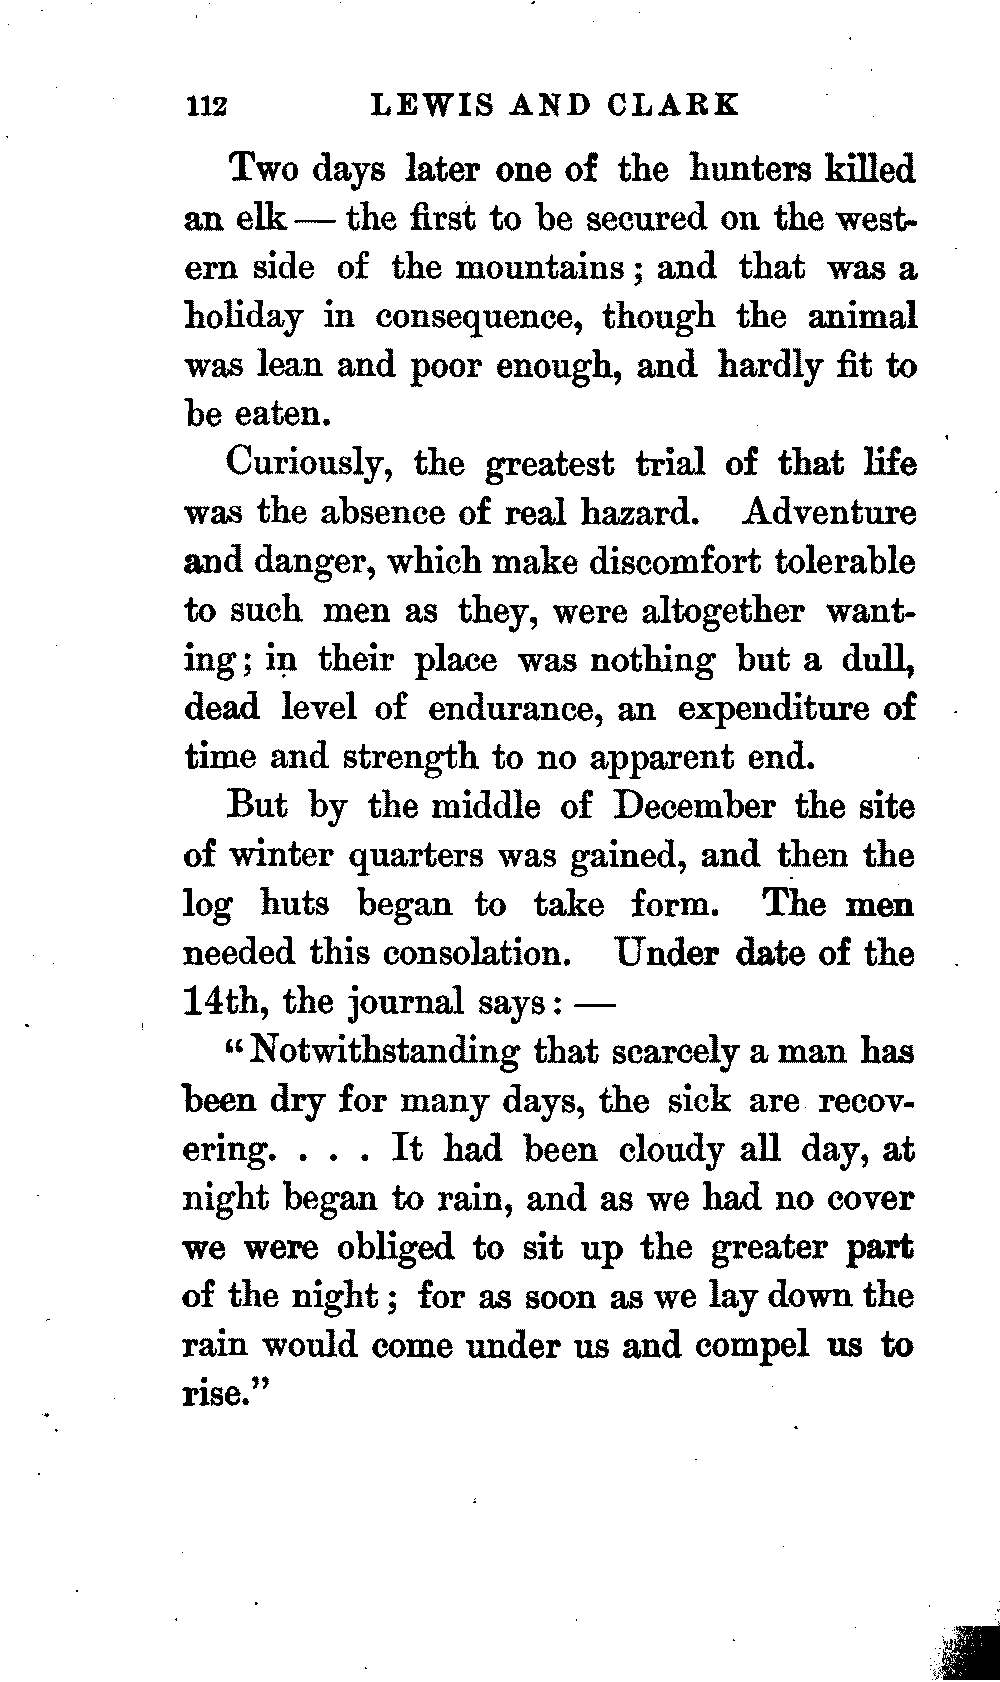 112 LEWIS AND CLARK
Two days later one of the hunters killed
an elk — the first to be secured on the west-
ern side of the mountains; and that was a
holiday in consequence, though the animal
was lean and poor enough, and hardly fit to
be eaten.
Curiously, the greatest trial of that life
was the absence of real hazard. Adventure
and danger, which make discomfort tolerable
to such men as they, were altogether want-
ing; in their place was nothing but a dull,
dead level of endurance, an expenditure of
time and strength to no apparent end.
But by the middle of December the site
of winter quarters was gained, and then the
log huts began to take form. The men
needed this consolation. Under date of the
14th, the journal says: —
“Notwithstanding that scarcely a man has
been dry for many days, the sick are recov-
ering. . . . It had been cloudy all day, at
night began to rain, and as we had no cover
we were obliged to sit up the greater part
of the night; for as soon as we lay down the
rain would come under us and compel us to
rise.”